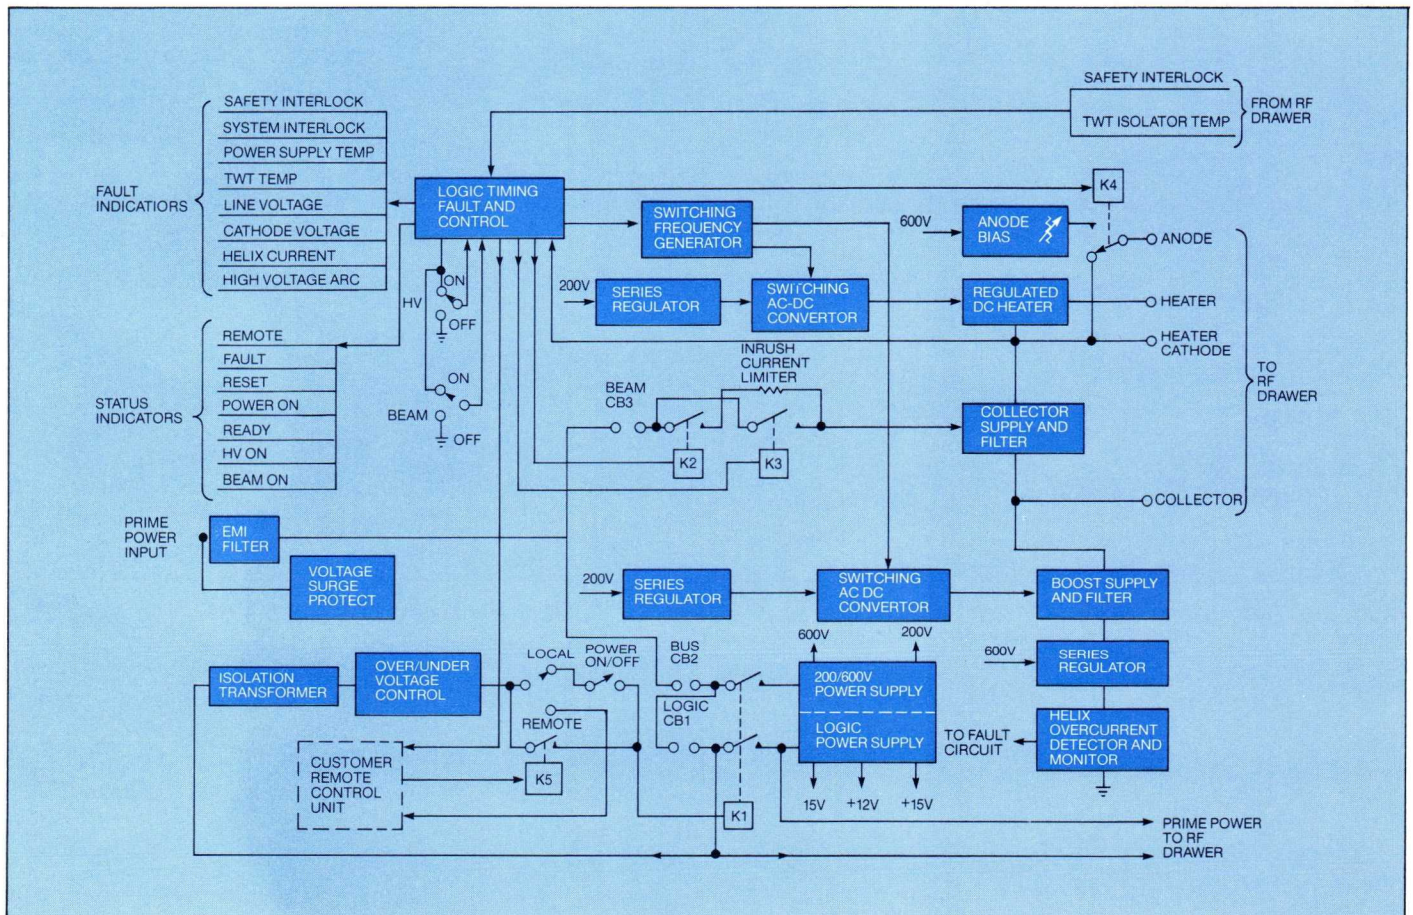 SAFETY INTERLOCK
SYSTEM INTERLOCK
POWER SUPPLY TEMP
TWT TEMP
LINE VOLTAGE
CATHODE VOLTAGE
HELIX CURRENT
HIGH VOLTAGE ARC
FAULT
INDICATIORS
REMOTE
FAULT
RESET
POWER ON
READY
HV ON
BEAM ON
STATUS
INDICATORS
SAFETY INTERLOCK
TWT ISOLATOR TEMP
FROM RF
DRAWER
LOGIC TIMING
FAULT AND
CONTROL
HV
ON
OFF
BEAM
ON
OFF
SWITCHING
FREQUENCY
GENERATOR
K4
600V
ANODE
BIAS
ANODE
200V
SERIES
REGULATOR
SWITCHING
AC-DC
CONVERTOR
REGULATED
DC HEATER
HEATER
HEATER
CATHODE
TO
RF
DRAWER
INRUSH
CURRENT
LIMITER
BEAM
CB3
K2
K3
COLLECTOR
SUPPLY AND
FILTER
COLLECTOR
PRIME
POWER
INPUT
EMI
FILTER
VOLTAGE
SURGE
PROTECT
200V
SERIES
REGULATOR
SWITCHING
AC DC
CONVERTOR
BOOST SUPPLY
AND FILTER
600V
SERIES
REGULATOR
HELIX
OVERCURRENT
DETECTOR AND
MONITOR
TO FAULT
CIRCUIT
ISOLATION
TRANSFORMER
OVER/UNDER
VOLTAGE
CONTROL
LOCAL
POWER
ON/OFF
REMOTE
K5
CUSTOMER
REMOTE
CONTROL
UNIT
BUS
CB2
LOGIC
CB1
K1
600V
200V
200/600V
POWER SUPPLY
LOGIC
POWER SUPPLY
15V
+12V
+15V
PRIME POWER
TO RF
DRAWER